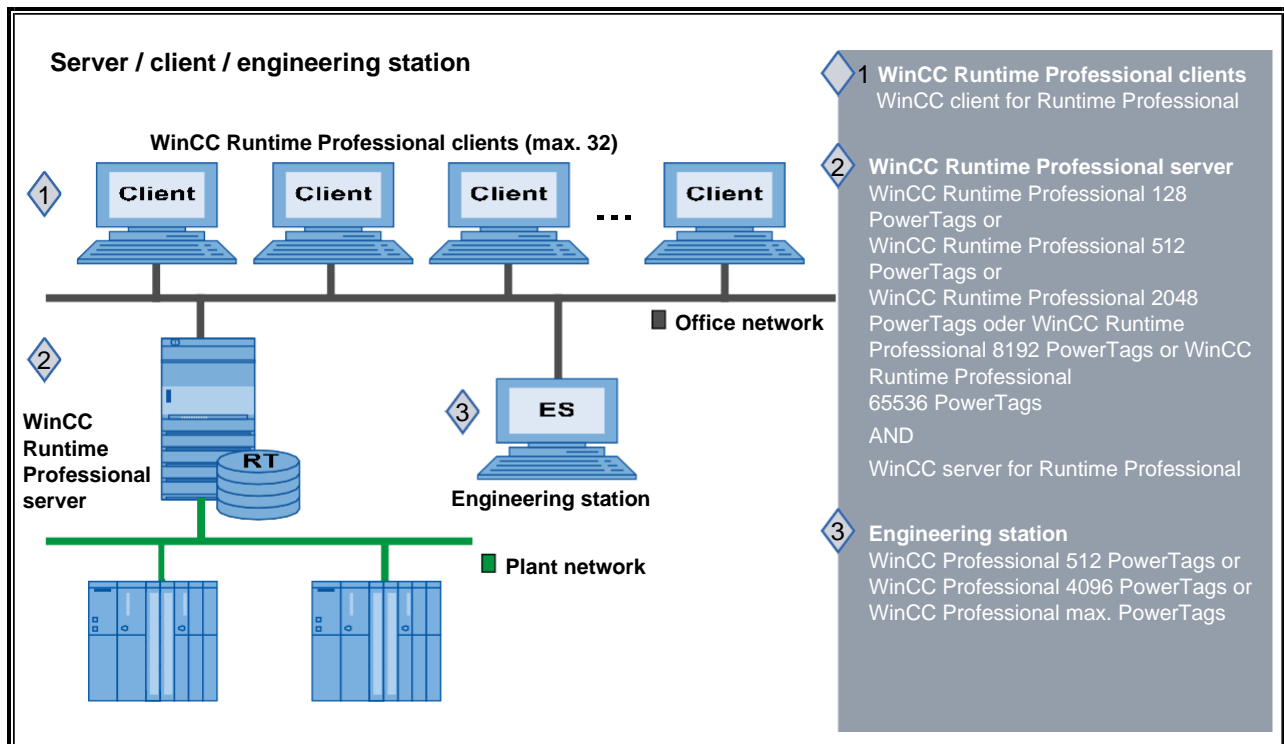 Server / client / engineering station
WinCC Runtime Professional clients (max. 32)
1
Client
Client
Client
...
Client
Office network
2
WinCC
Runtime
Professional
server
RT
3
ES
Engineering station
Plant network
1 WinCC Runtime Professional clients
WinCC client for Runtime Professional
2 WinCC Runtime Professional server
WinCC Runtime Professional 128
PowerTags or
WinCC Runtime Professional 512
PowerTags or
WinCC Runtime Professional 2048
PowerTags oder WinCC Runtime
Professional 8192 PowerTags or WinCC
Runtime Professional
65536 PowerTags
AND
WinCC server for Runtime Professional
3 Engineering station
WinCC Professional 512 PowerTags or
WinCC Professional 4096 PowerTags or
WinCC Professional max. PowerTags